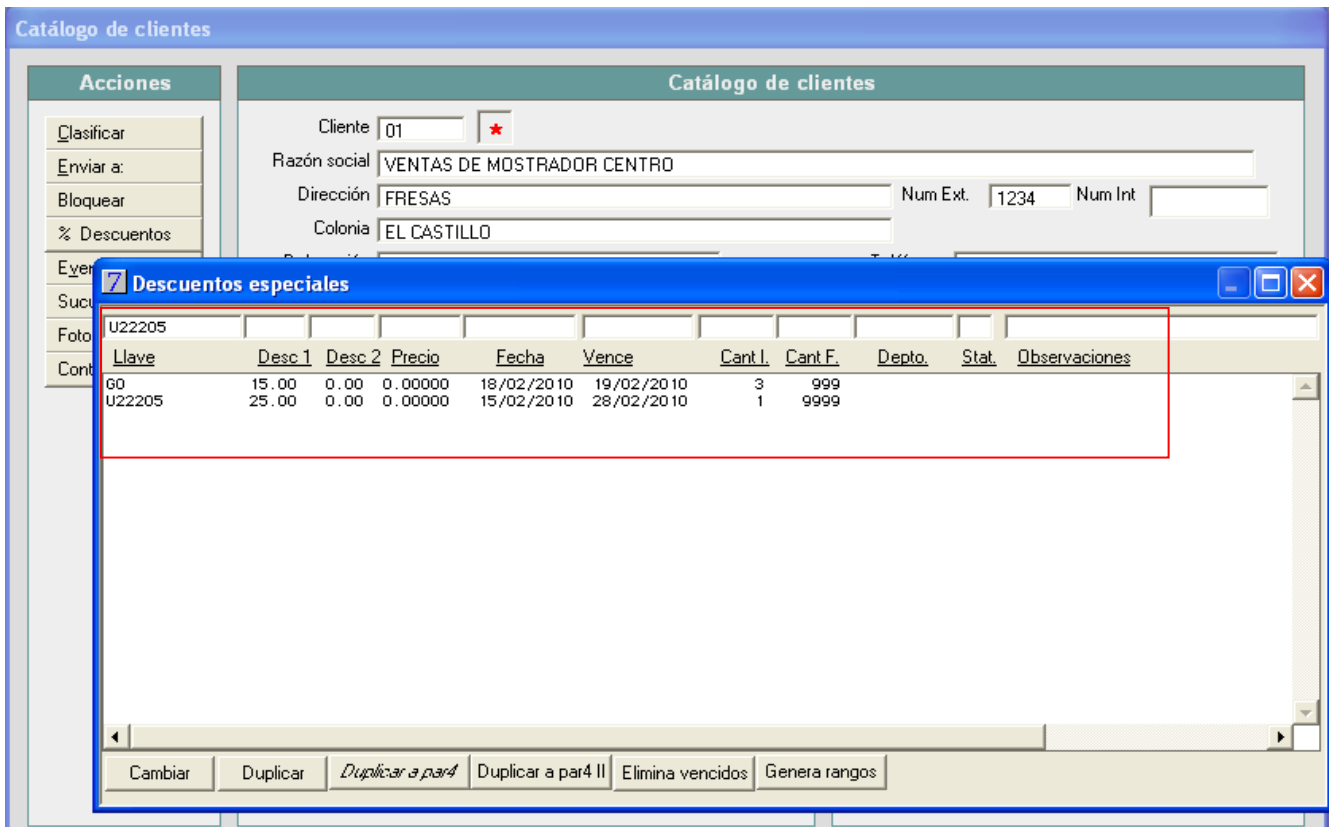 Catálogo de clientes
Acciones
Catálogo de clientes
Clasificar
Enviar a:
Bloquear
% Descuentos
Cliente 01 *
Razón social VENTAS DE MOSTRADOR CENTRO
Dirección FRESAS Num Ext. 1234 Num Int
Colonia EL CASTILLO
7 Descuentos especiales
U22205
Llave Desc 1 Desc 2 Precio Fecha Vence Cant I. Cant F. Depto. Stat. Observaciones
G0 15.00 0.00 0.00000 18/02/2010 19/02/2010 3 999
U22205 25.00 0.00 0.00000 15/02/2010 28/02/2010 1 9999
Cambiar Duplicar Duplicar a par4 Duplicar a par4 II Elimina vencidos Genera rangos